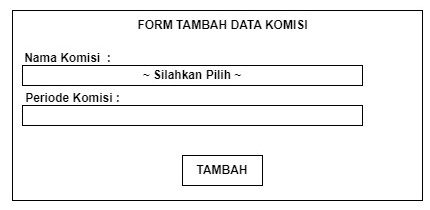 FORM TAMBAH DATA KOMISI
Nama Komisi :
~ Silahkan Pilih ~
Periode Komisi :
TAMBAH